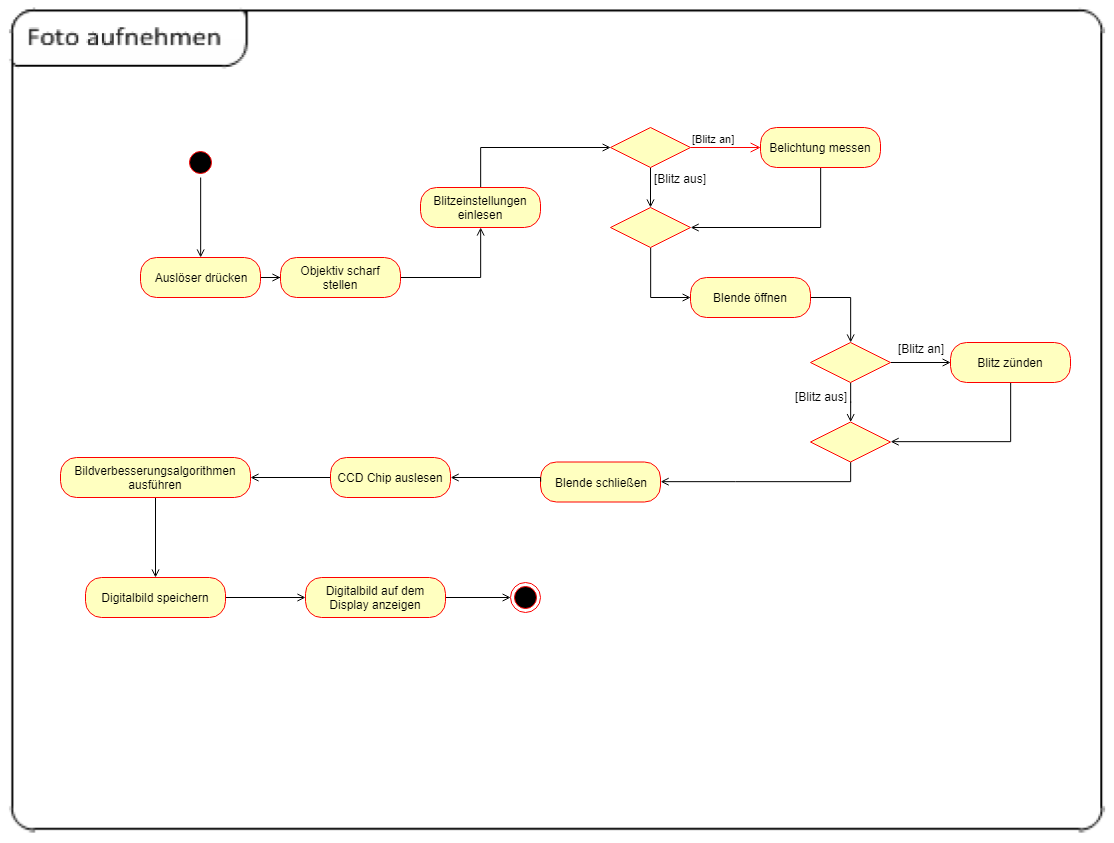 Foto aufnehmen
[Blitz an]
Belichtung messen
[Blitz aus]
Blitzeinstellungen
einlesen
Auslöser drücken
Objektiv scharf
stellen
Blende öffnen
[Blitz an]
Blitz zünden
[Blitz aus]
Blende schließen
CCD Chip auslesen
Bildverbesserungsalgorithmen
ausführen
Digitalbild speichern
Digitalbild auf dem
Display anzeigen